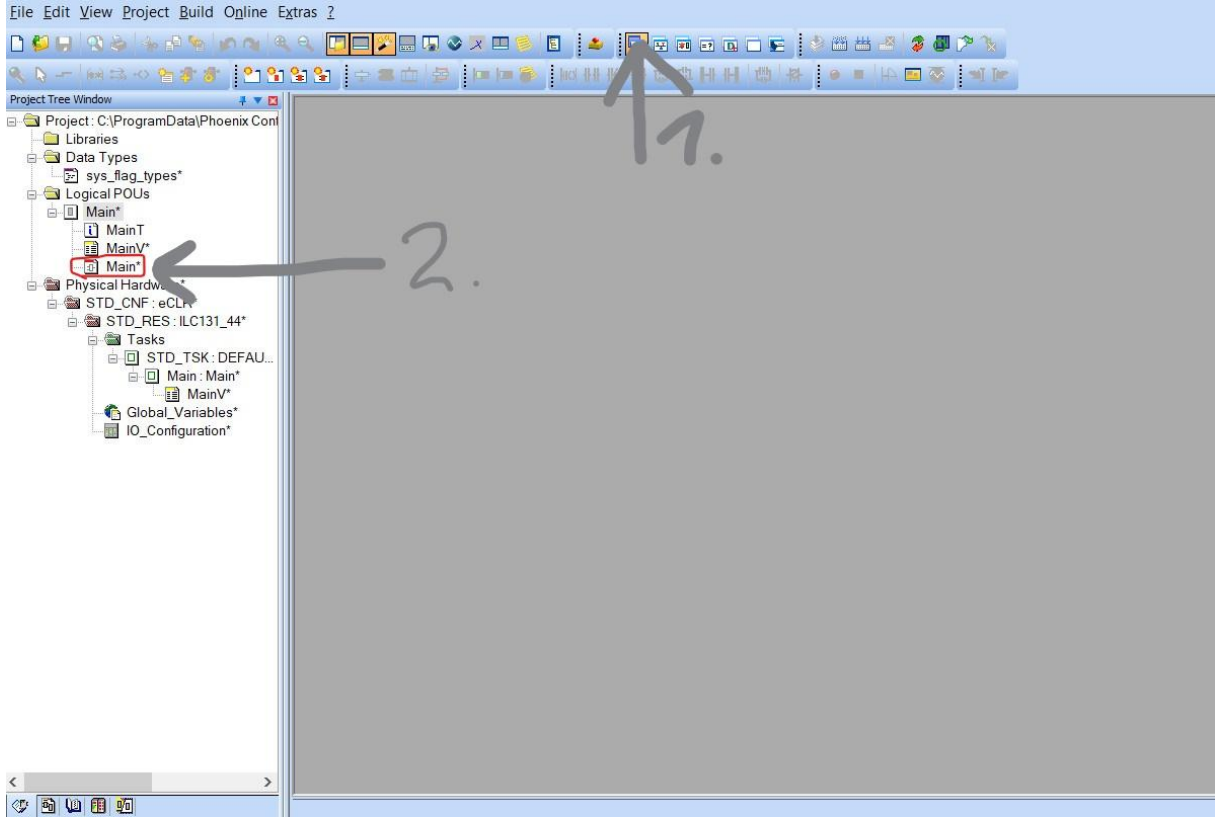 File Edit View Project Build Online Extras ?
Project Tree Window
1.
Project : C:\ProgramData\Phoenix Cont
Libraries
Data Types
sys_flag_types*
Logical POUs
Main*
MainT
MainV*
Main*
2.
Physical Hardw
STD_CNF : eCLR
STD_RES : ILC131_44*
Tasks
STD_TSK : DEFAU...
Main : Main*
MainV*
Global_Variables*
IO_Configuration*